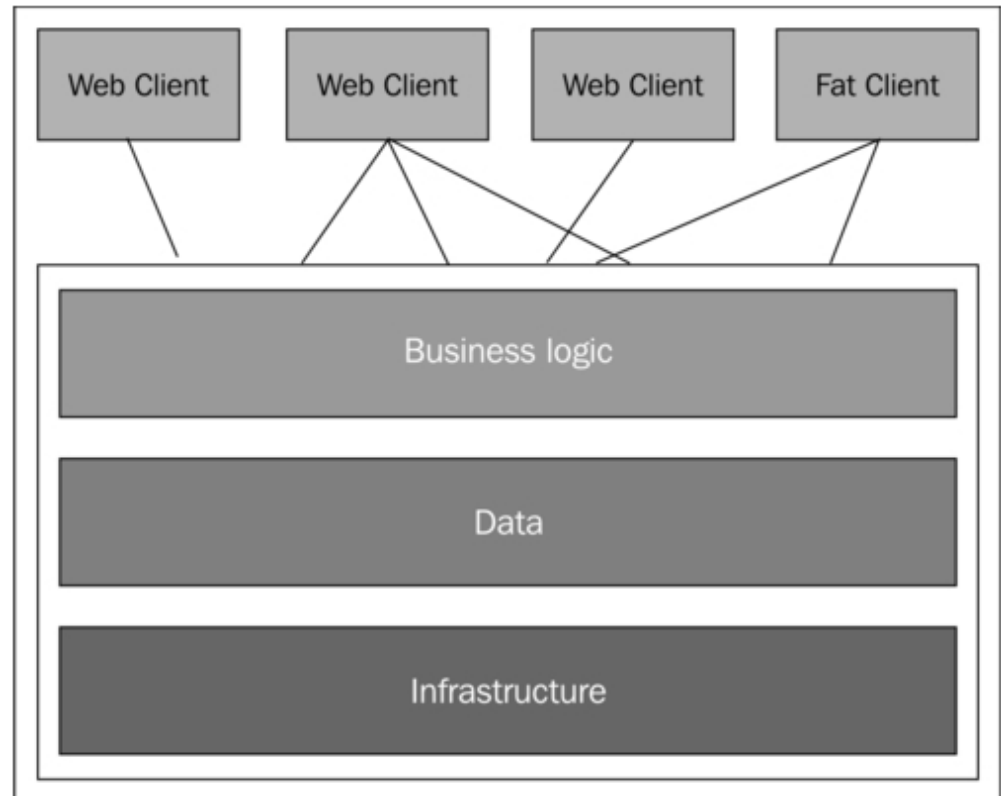 Web Client
Web Client
Web Client
Fat Client
Business logic
Data
Infrastructure